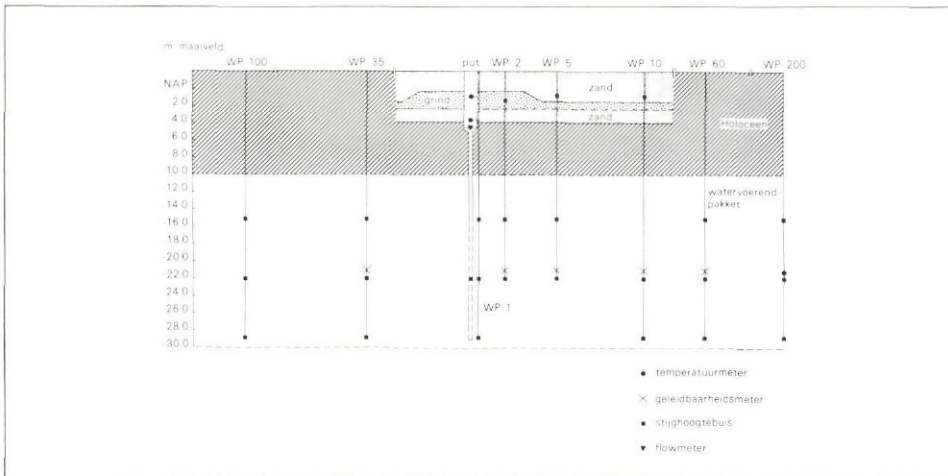 m. maaiveld
WP 100 WP 35 put WP 2 WP 5 WP 10 WP 60 WP 200
NAP
zand
grind
2.0
zand
4.0
Holoceen
6.0
8.0
10.0
12.0
watervoerend-
pakket
14.0
16.0
18.0
20.0
22.0
24.0
26.0
WP 1
28.0
30.0
temperatuurmeter
geleidbaarheidsmeter
stijghoogtebuis
flowmeter